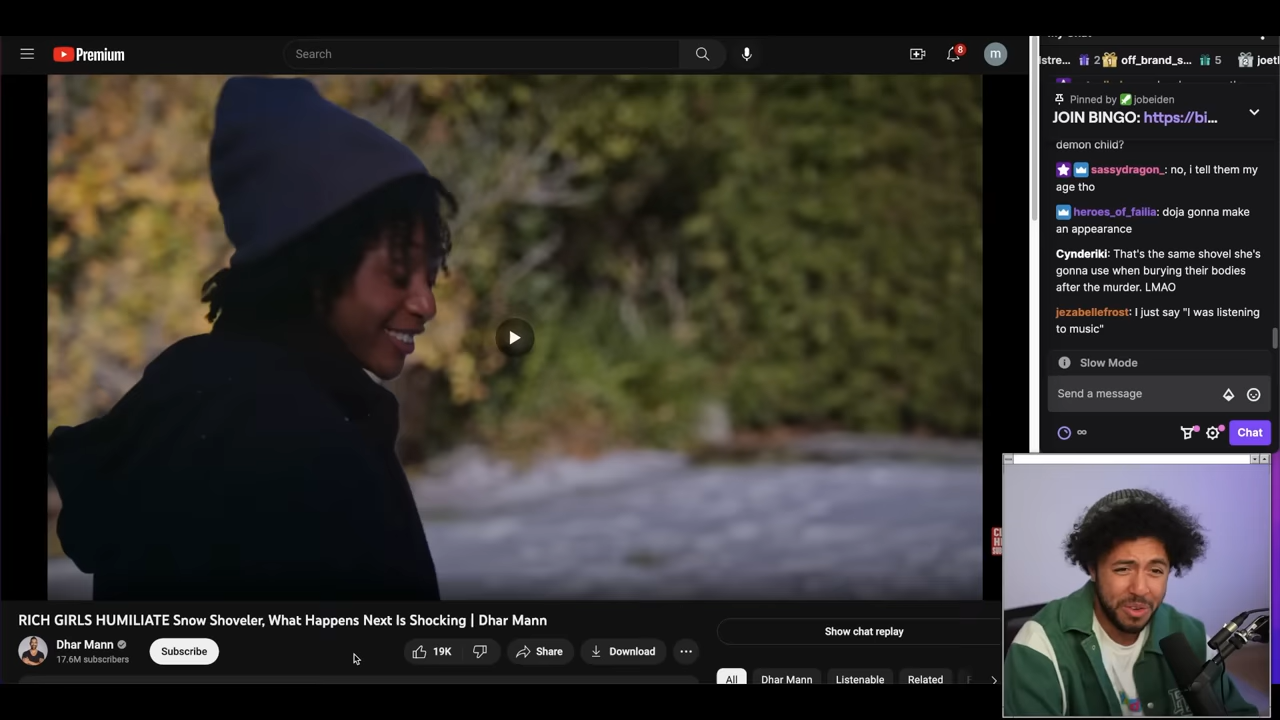 Premium
Search
8
m
lstre...
2
off_brand_s...
5
joetl
Pinned by jobeiden
JOIN BINGO: https://bi...
demon child?
sassydragon_: no, i tell them my
age tho
heroes_of_failia: doja gonna make
an appearance
Cynderiki: That's the same shovel she's
gonna use when burying their bodies
after the murder. LMAO
jezabellefrost: I just say "I was listening
to music"
Slow Mode
Send a message
∞
Chat
RICH GIRLS HUMILIATE Snow Shoveler, What Happens Next Is Shocking | Dhar Mann
Dhar Mann
17.6M subscribers
Subscribe
19K
Share
Download
Show chat replay
All
Dhar Mann
Listenable
Related